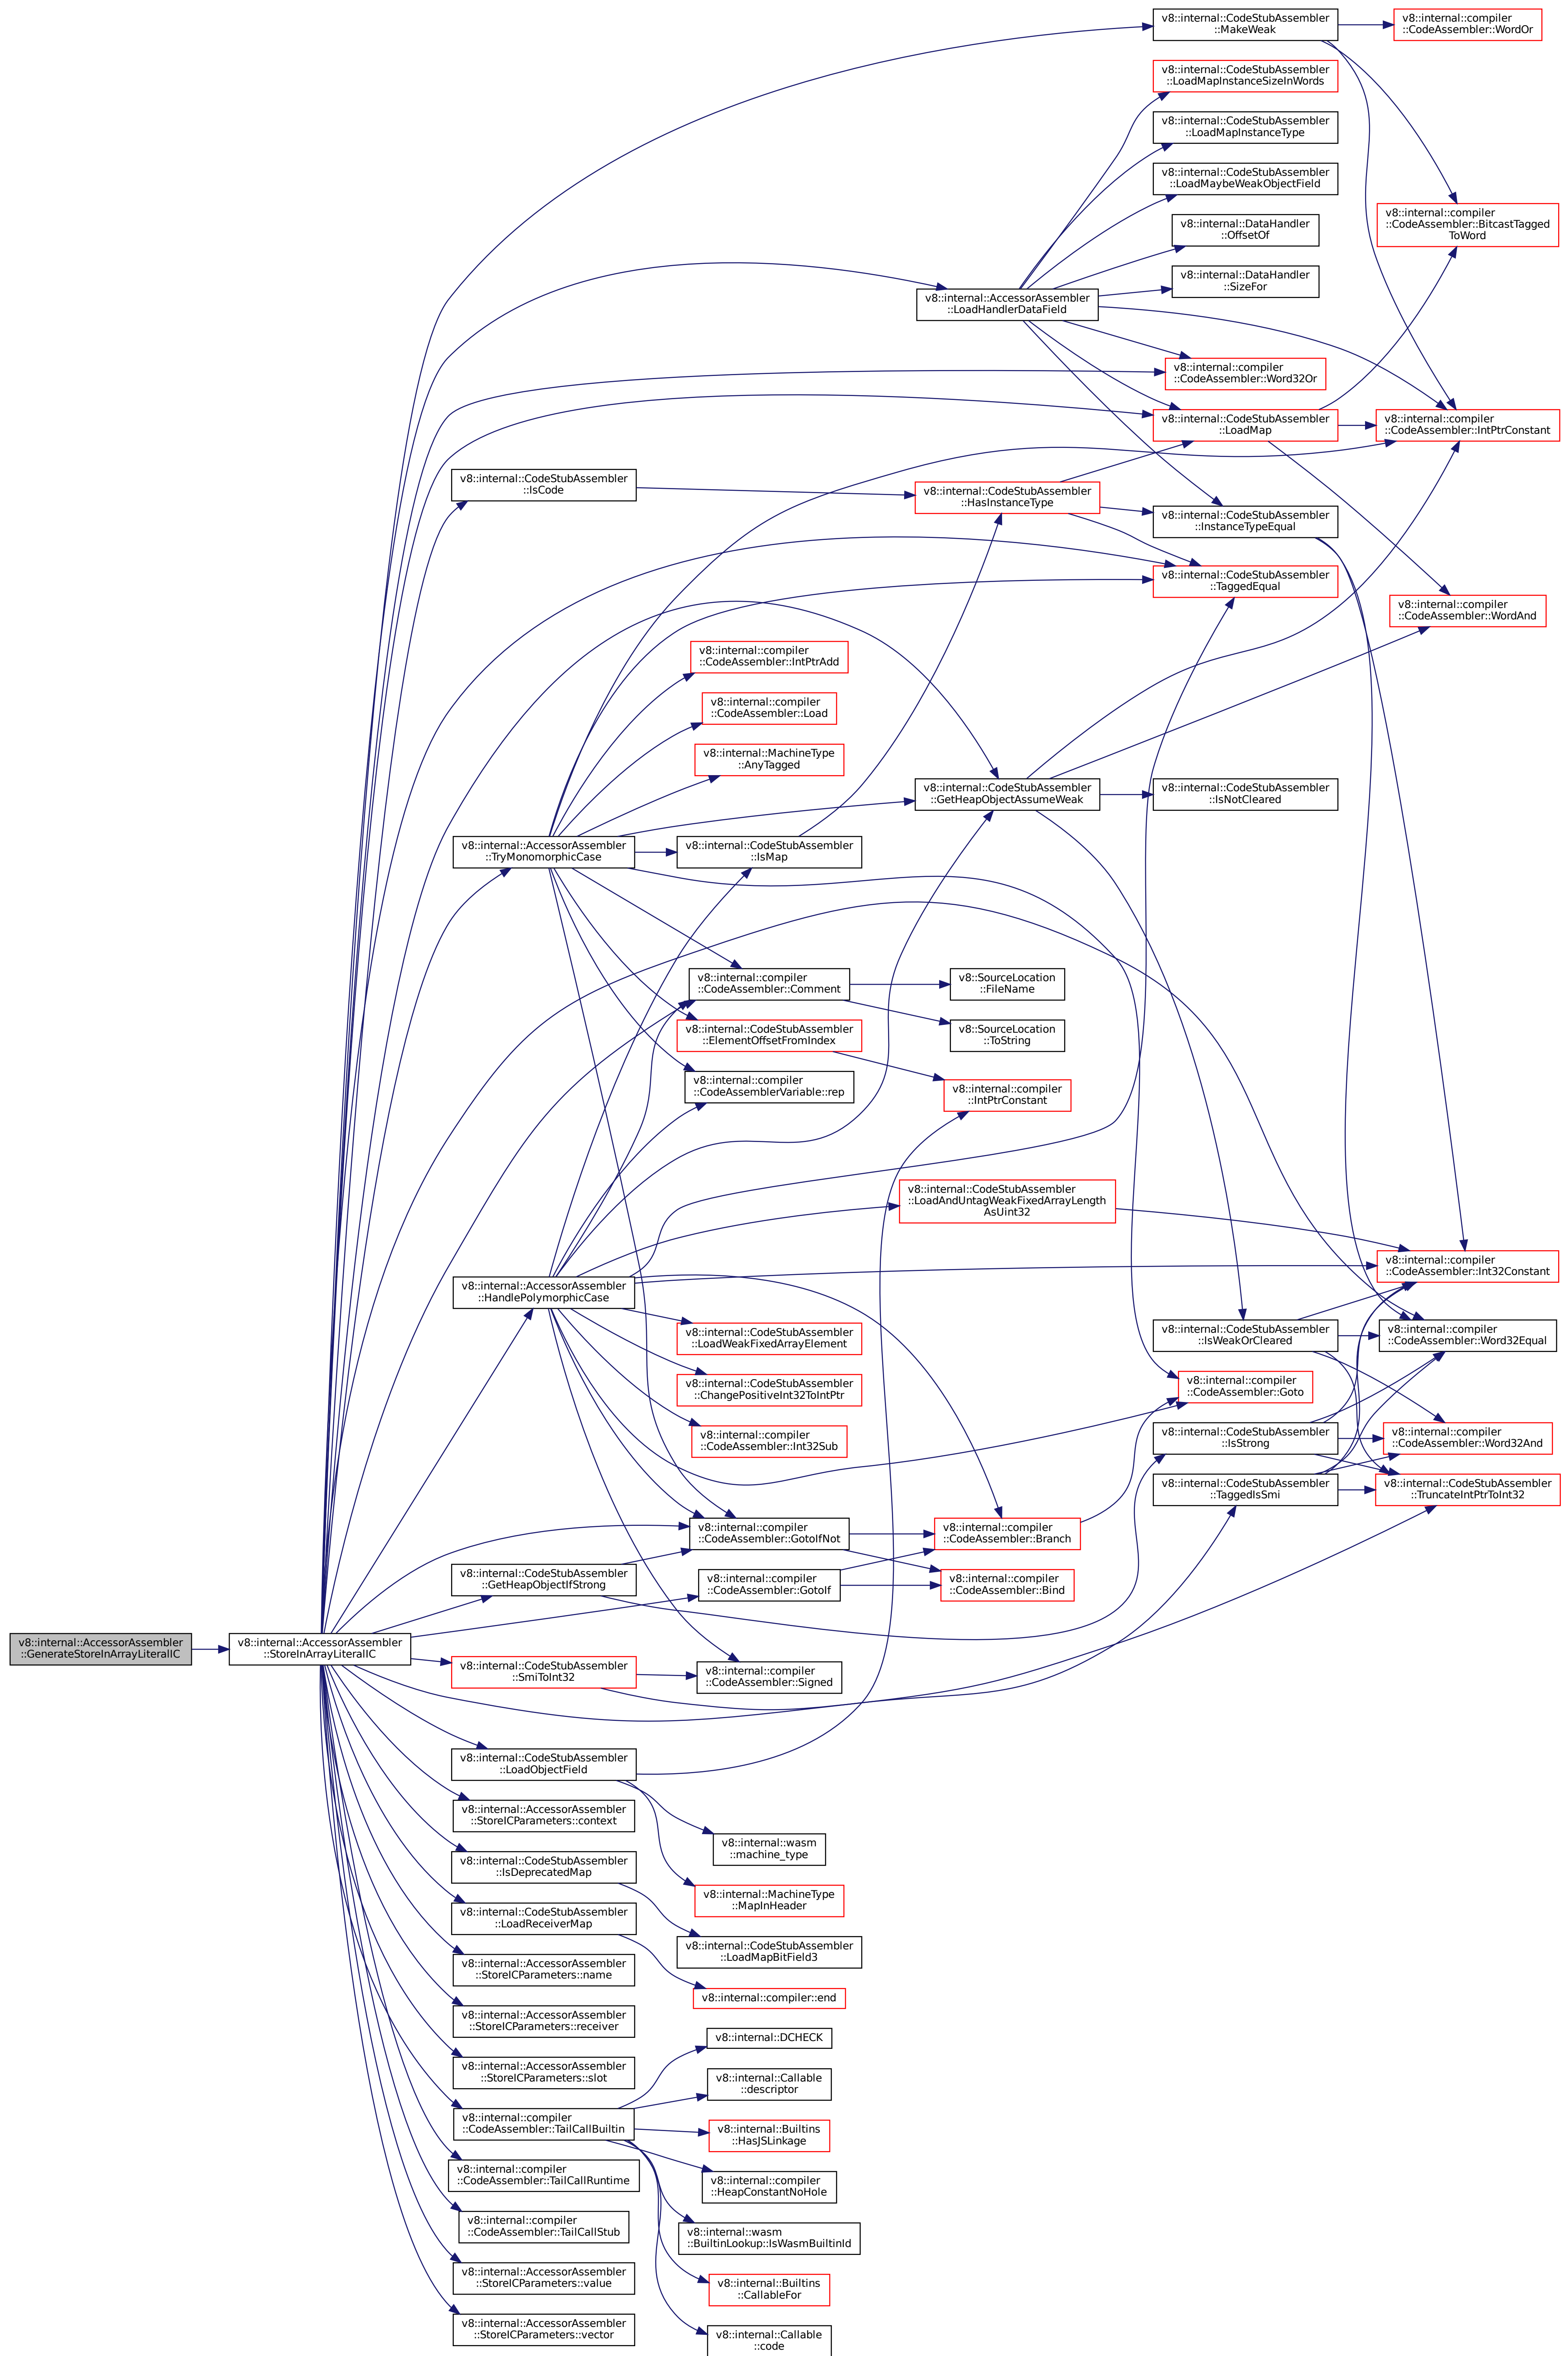 v8::internal::AccessorAssembler
::GenerateStoreInArrayLiteralIC
v8::internal::AccessorAssembler
::StoreInArrayLiteralIC
v8::internal::CodeStubAssembler
::IsCode
v8::internal::AccessorAssembler
::TryMonomorphicCase
v8::internal::AccessorAssembler
::HandlePolymorphicCase
v8::internal::CodeStubAssembler
::GetHeapObjectIfStrong
v8::internal::CodeStubAssembler
::SmiToInt32
v8::internal::CodeStubAssembler
::LoadObjectField
v8::internal::AccessorAssembler
::StoreICParameters::context
v8::internal::CodeStubAssembler
::IsDeprecatedMap
v8::internal::CodeStubAssembler
::LoadReceiverMap
v8::internal::AccessorAssembler
::StoreICParameters::name
v8::internal::AccessorAssembler
::StoreICParameters::receiver
v8::internal::AccessorAssembler
::StoreICParameters::slot
v8::internal::compiler
::CodeAssembler::TailCallBuiltin
v8::internal::compiler
::CodeAssembler::TailCallRuntime
v8::internal::compiler
::CodeAssembler::TailCallStub
v8::internal::AccessorAssembler
::StoreICParameters::value
v8::internal::AccessorAssembler
::StoreICParameters::vector
v8::internal::compiler
::CodeAssembler::IntPtrAdd
v8::internal::compiler
::CodeAssembler::Load
v8::internal::MachineType
::AnyTagged
v8::internal::CodeStubAssembler
::IsMap
v8::internal::compiler
::CodeAssembler::Comment
v8::internal::CodeStubAssembler
::ElementOffsetFromIndex
v8::internal::compiler
::CodeAssemblerVariable::rep
v8::internal::CodeStubAssembler
::LoadWeakFixedArrayElement
v8::internal::CodeStubAssembler
::ChangePositiveInt32ToIntPtr
v8::internal::compiler
::CodeAssembler::Int32Sub
v8::internal::compiler
::CodeAssembler::GotoIfNot
v8::internal::compiler
::CodeAssembler::GotoIf
v8::internal::compiler
::CodeAssembler::Signed
v8::internal::wasm
::machine_type
v8::internal::MachineType
::MapInHeader
v8::internal::CodeStubAssembler
::LoadMapBitField3
v8::internal::compiler::end
v8::internal::DCHECK
v8::internal::Callable
::descriptor
v8::internal::Builtins
::HasJSLinkage
v8::internal::compiler
::HeapConstantNoHole
v8::internal::wasm
::BuiltinLookup::IsWasmBuiltinId
v8::internal::Builtins
::CallableFor
v8::internal::Callable
::code
v8::internal::AccessorAssembler
::LoadHandlerDataField
v8::internal::CodeStubAssembler
::HasInstanceType
v8::internal::CodeStubAssembler
::GetHeapObjectAssumeWeak
v8::SourceLocation
::FileName
v8::SourceLocation
::ToString
v8::internal::compiler
::IntPtrConstant
v8::internal::CodeStubAssembler
::LoadAndUntagWeakFixedArrayLength
AsUint32
v8::internal::compiler
::CodeAssembler::Branch
v8::internal::compiler
::CodeAssembler::Bind
v8::internal::CodeStubAssembler
::MakeWeak
v8::internal::CodeStubAssembler
::LoadMapInstanceSizeInWords
v8::internal::CodeStubAssembler
::LoadMapInstanceType
v8::internal::CodeStubAssembler
::LoadMaybeWeakObjectField
v8::internal::DataHandler
::OffsetOf
v8::internal::DataHandler
::SizeFor
v8::internal::compiler
::CodeAssembler::Word32Or
v8::internal::CodeStubAssembler
::LoadMap
v8::internal::CodeStubAssembler
::InstanceTypeEqual
v8::internal::CodeStubAssembler
::TaggedEqual
v8::internal::CodeStubAssembler
::IsNotCleared
v8::internal::CodeStubAssembler
::IsWeakOrCleared
v8::internal::compiler
::CodeAssembler::Goto
v8::internal::CodeStubAssembler
::IsStrong
v8::internal::CodeStubAssembler
::TaggedIsSmi
v8::internal::compiler
::CodeAssembler::WordOr
v8::internal::compiler
::CodeAssembler::BitcastTagged
ToWord
v8::internal::compiler
::CodeAssembler::IntPtrConstant
v8::internal::compiler
::CodeAssembler::WordAnd
v8::internal::compiler
::CodeAssembler::Int32Constant
v8::internal::compiler
::CodeAssembler::Word32Equal
v8::internal::compiler
::CodeAssembler::Word32And
v8::internal::CodeStubAssembler
::TruncateIntPtrToInt32